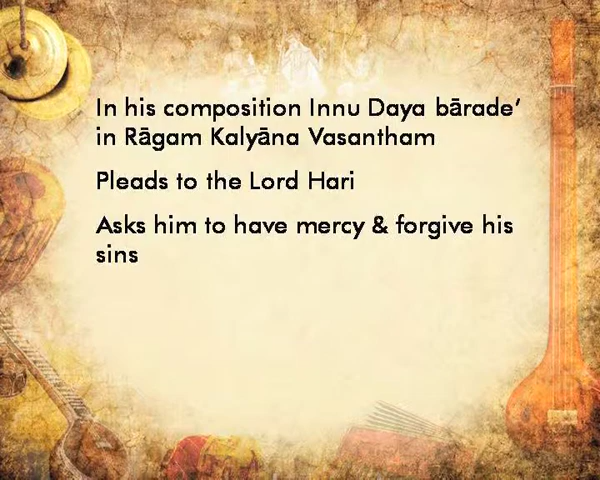 In his composition Innu Daya bārade’
in Rāgam Kalyāna Vasantham
Pleads to the Lord Hari
Asks him to have mercy & forgive his
sins